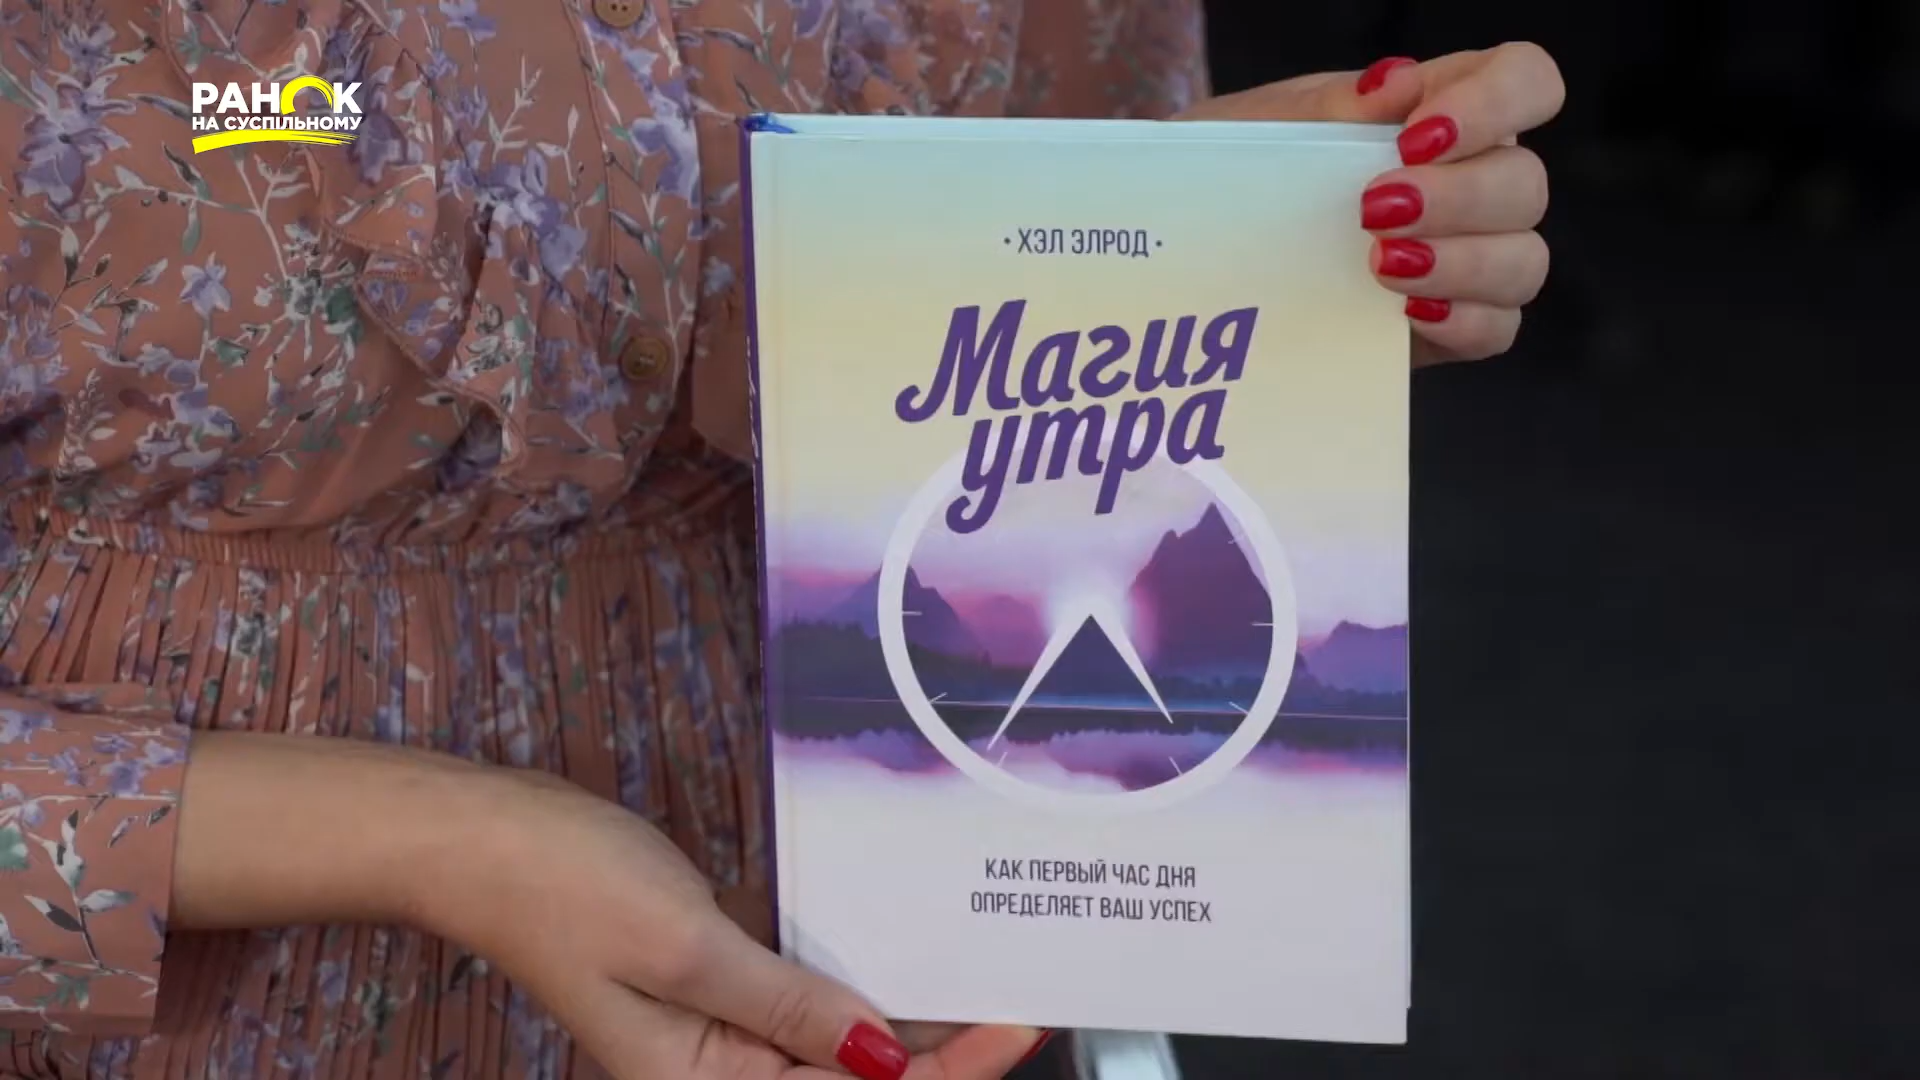 РАНОК
НА СУСПІЛЬНОМУ
• ХЭЛ ЭЛРОД •
Магия
утра
КАК ПЕРВЫЙ ЧАС ДНЯ
ОПРЕДЕЛЯЕТ ВАШ УСПЕХ